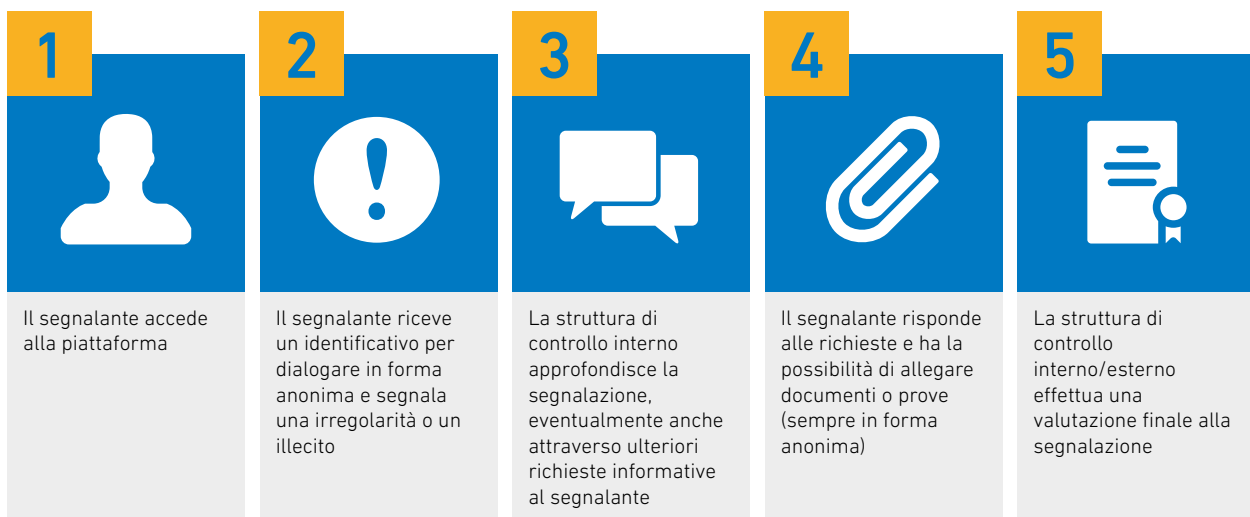 1
Il segnalante accede
alla piattaforma
2
Il segnalante riceve
un identificativo per
dialogare in forma
anonima e segnala
una irregolarità o un
illecito
3
La struttura di
controllo interno
approfondisce la
segnalazione,
eventualmente anche
attraverso ulteriori
richieste informative
al segnalante
4
Il segnalante risponde
alle richieste e ha la
possibilità di allegare
documenti o prove
(sempre in forma
anonima)
5
La struttura di
controllo
interno/esterno
effettua una
valutazione finale alla
segnalazione